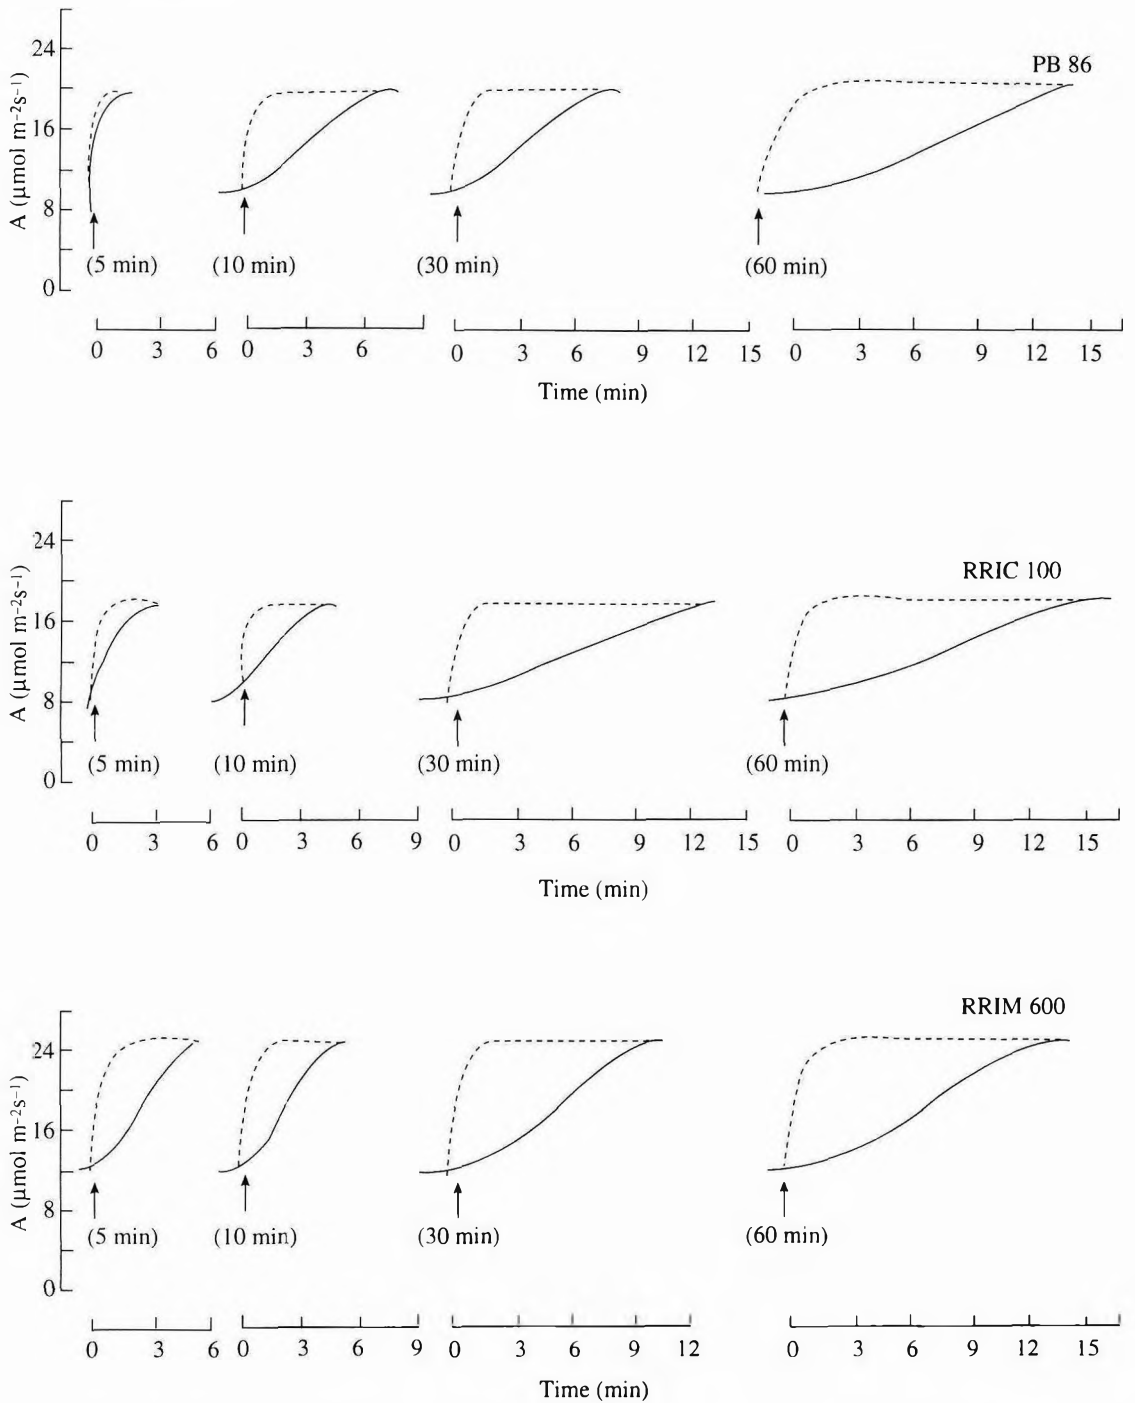 PB 86
A (µmol m⁻²s⁻¹)
24
16
8
0
(5 min) (10 min) (30 min) (60 min)
0 3 6 0 3 6 0 3 6 9 12 15 0 3 6 9 12 15
Time (min)
RRIC 100
A (µmol m⁻²s⁻¹)
24
16
8
0
(5 min) (10 min) (30 min) (60 min)
0 3 6 0 3 6 9 0 3 6 9 12 15 0 3 6 9 12 15
Time (min)
RRIM 600
A (µmol m⁻²s⁻¹)
24
16
8
0
(5 min) (10 min) (30 min) (60 min)
0 3 6 0 3 6 9 0 3 6 9 12 0 3 6 9 12 15
Time (min)